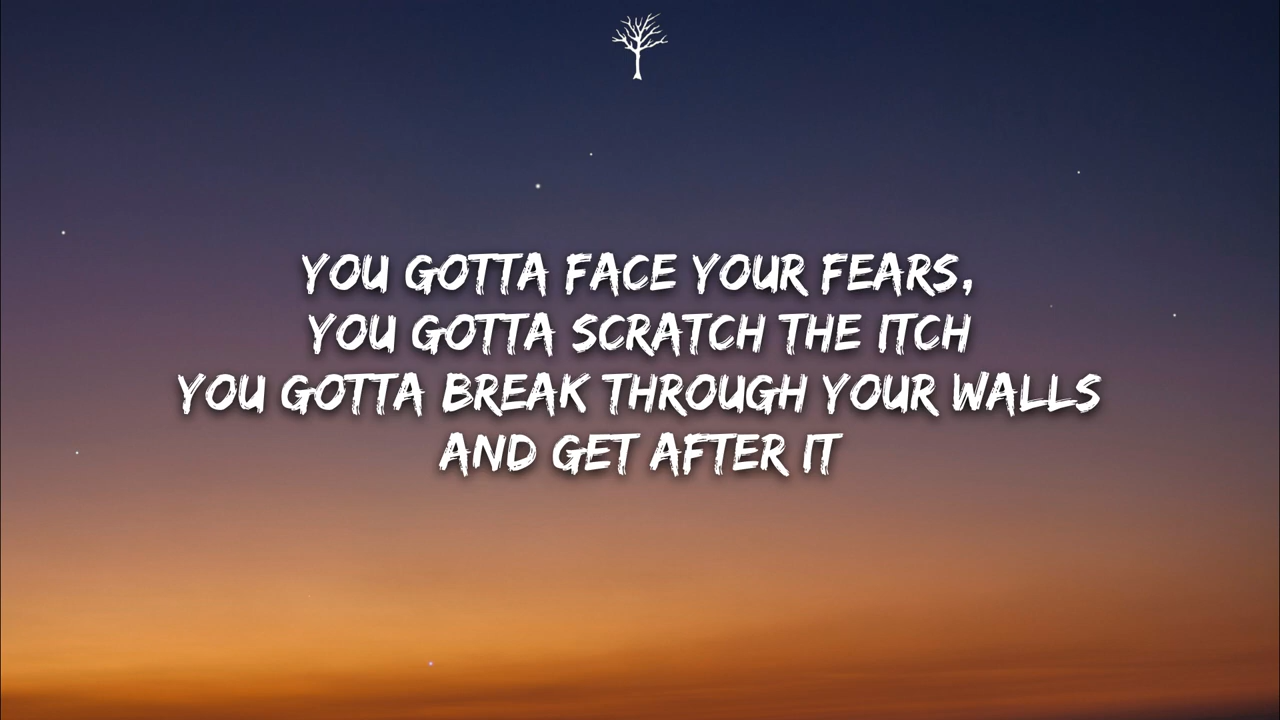 YOU GOTTA FACE YOUR FEARS,
YOU GOTTA SCRATCH THE ITCH
YOU GOTTA BREAK THROUGH YOUR WALLS
AND GET AFTER IT